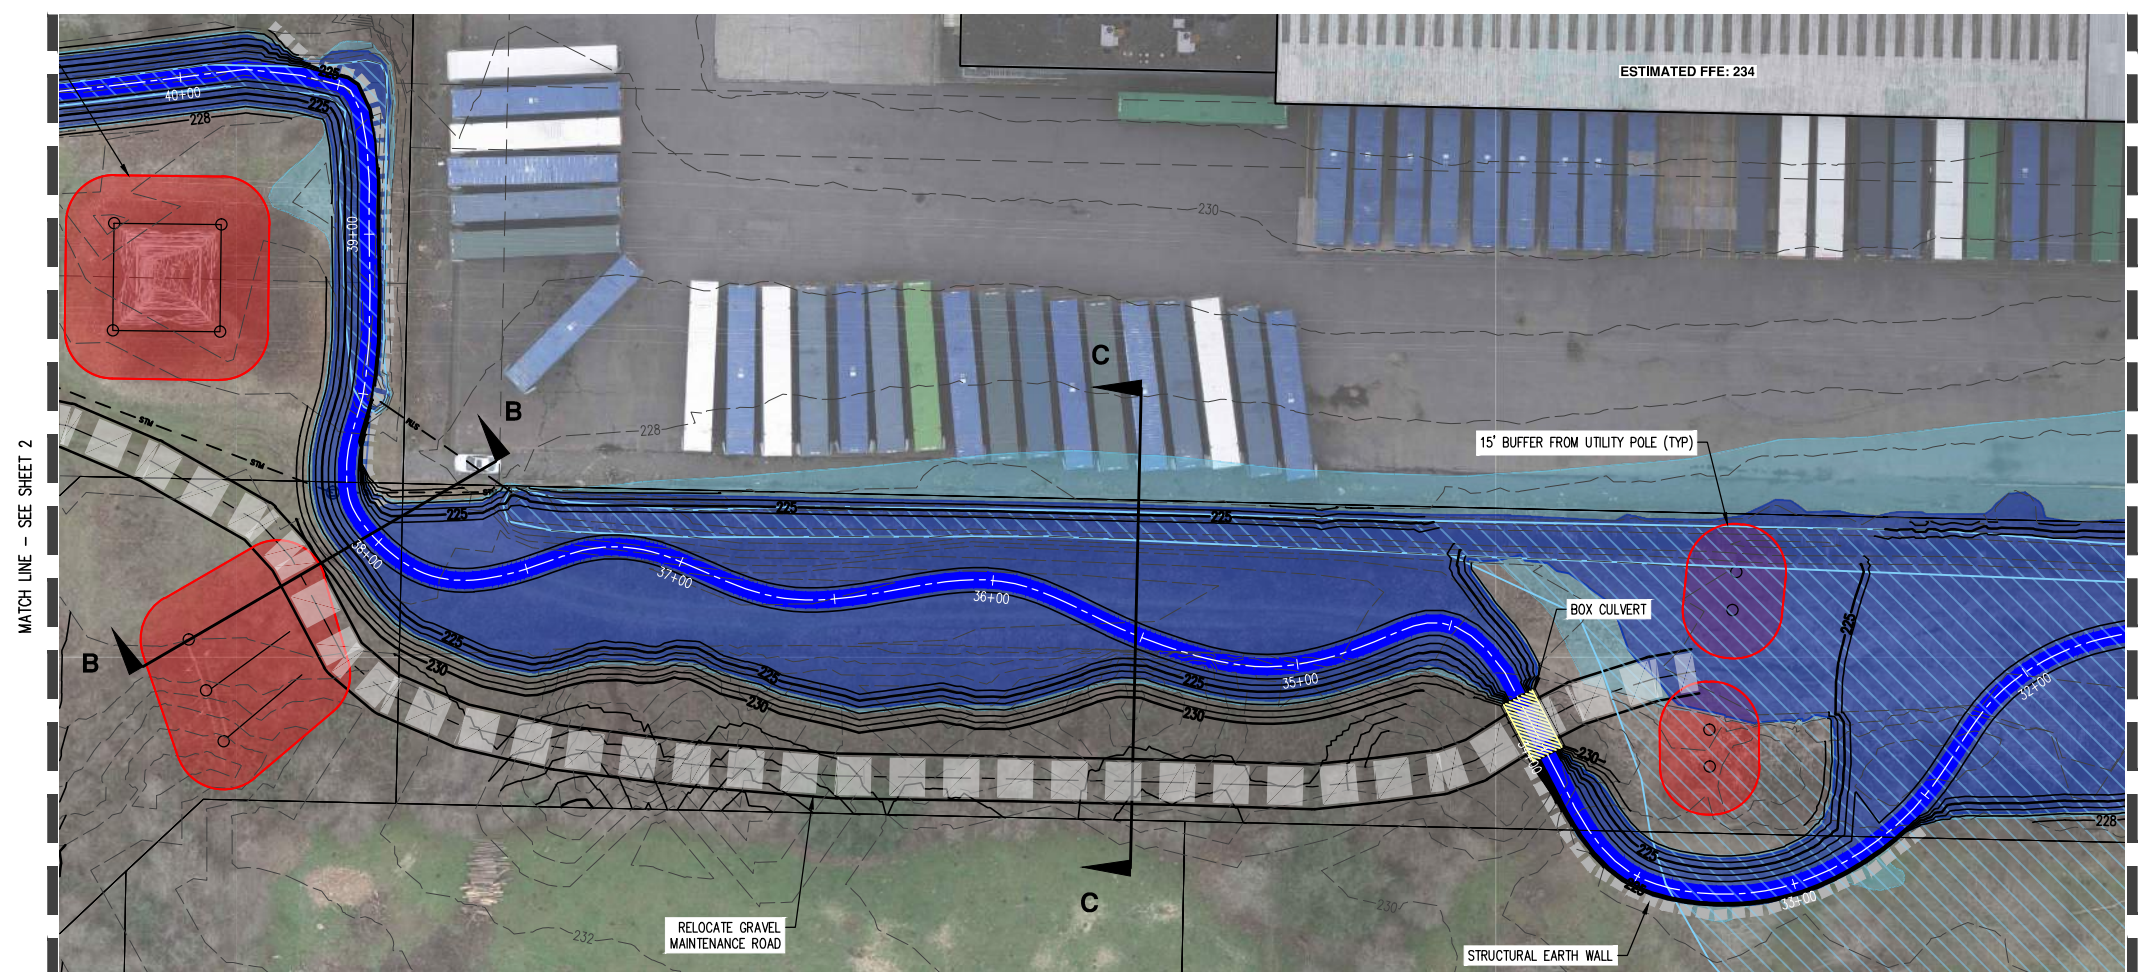 ESTIMATED FFE: 234
225
40+00
225
228
39+00
230
C
B
228
STM
STM
STM
15' BUFFER FROM UTILITY POLE (TYP)
MATCH LINE - SEE SHEET 2
225
225
225
38+00
37+00
36+00
BOX CULVERT
225
225
B
230
225
225
35+00
32+00
230
230
230
228
225
33+00
C
230
232
RELOCATE GRAVEL
MAINTENANCE ROAD
STRUCTURAL EARTH WALL